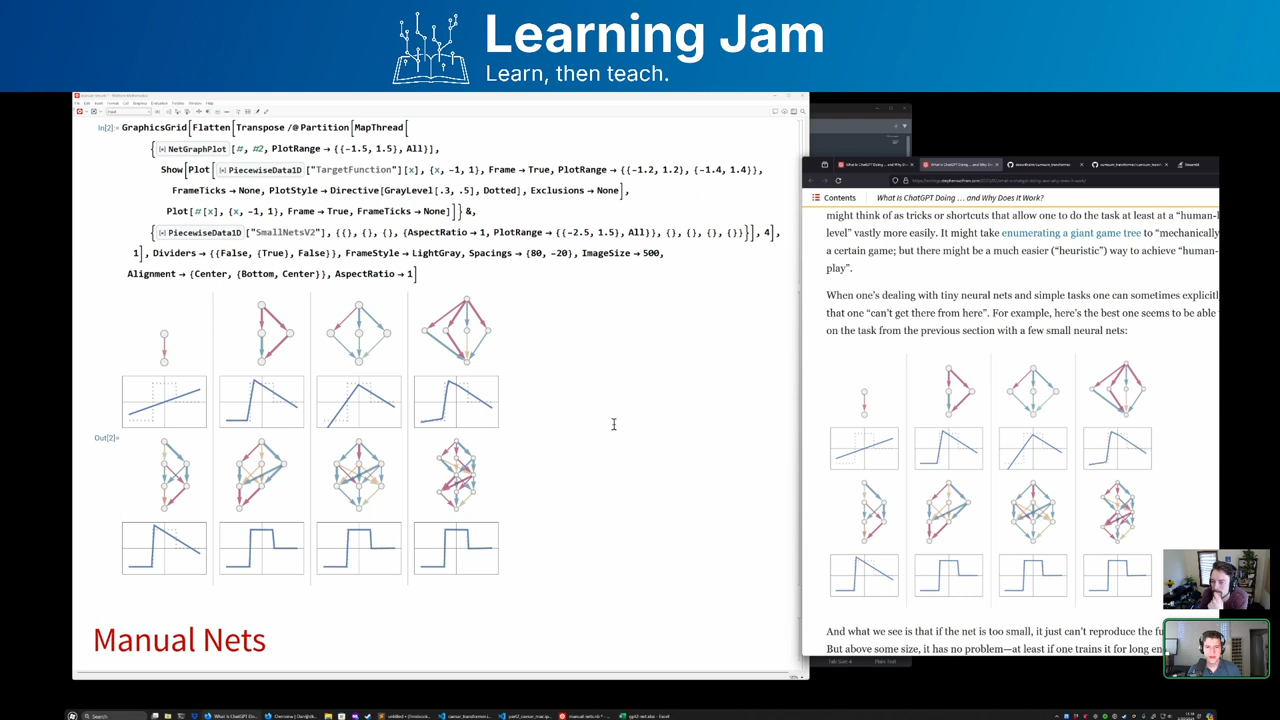 Learning Jam
Learn, then teach.
In[2]:= GraphicsGrid[Flatten[Transpose /@ Partition[MapThread[
{NetGraphPlot[#, #2, PlotRange → {{-1.5, 1.5}, All}],
Show[Plot[PiecewiseData1D["TargetFunction"][x], {x, -1, 1}, Frame → True, PlotRange → {{-1.2, 1.2}, {-1.4, 1.4}},
FrameTicks → None, PlotStyle → Directive[GrayLevel[.3, .5], Dotted], Exclusions → None],
Plot[#[x], {x, -1, 1}, Frame → True, FrameTicks → None]]} &,
{PiecewiseData1D["SmallNetsV2"], {{}, {}, {}, {AspectRatio → 1, PlotRange → {{-2.5, 1.5}, All}}, {}, {}, {}, {}}}], 4],
1], Dividers → {{False, {True}, False}}, FrameStyle → LightGray, Spacings → {80, -20}, ImageSize → 500,
Alignment → {Center, {Bottom, Center}}, AspectRatio → 1]
Out[2]=
Manual Nets
Contents
What Is ChatGPT Doing … and Why Does It Work?
might think of as tricks or shortcuts that allow one to do the task at least at a “human-
level” vastly more easily. It might take enumerating a giant game tree to “mechanically
a certain game; but there might be a much easier (“heuristic”) way to achieve “human-
play”.
When one’s dealing with tiny neural nets and simple tasks one can sometimes explicitly
that one “can’t get there from here”. For example, here’s the best one seems to be able
on the task from the previous section with a few small neural nets:
And what we see is that if the net is too small, it just can’t reproduce the
But above some size, it has no problem—at least if one trains it for long
Tab Size: 4
Plain Text
Search